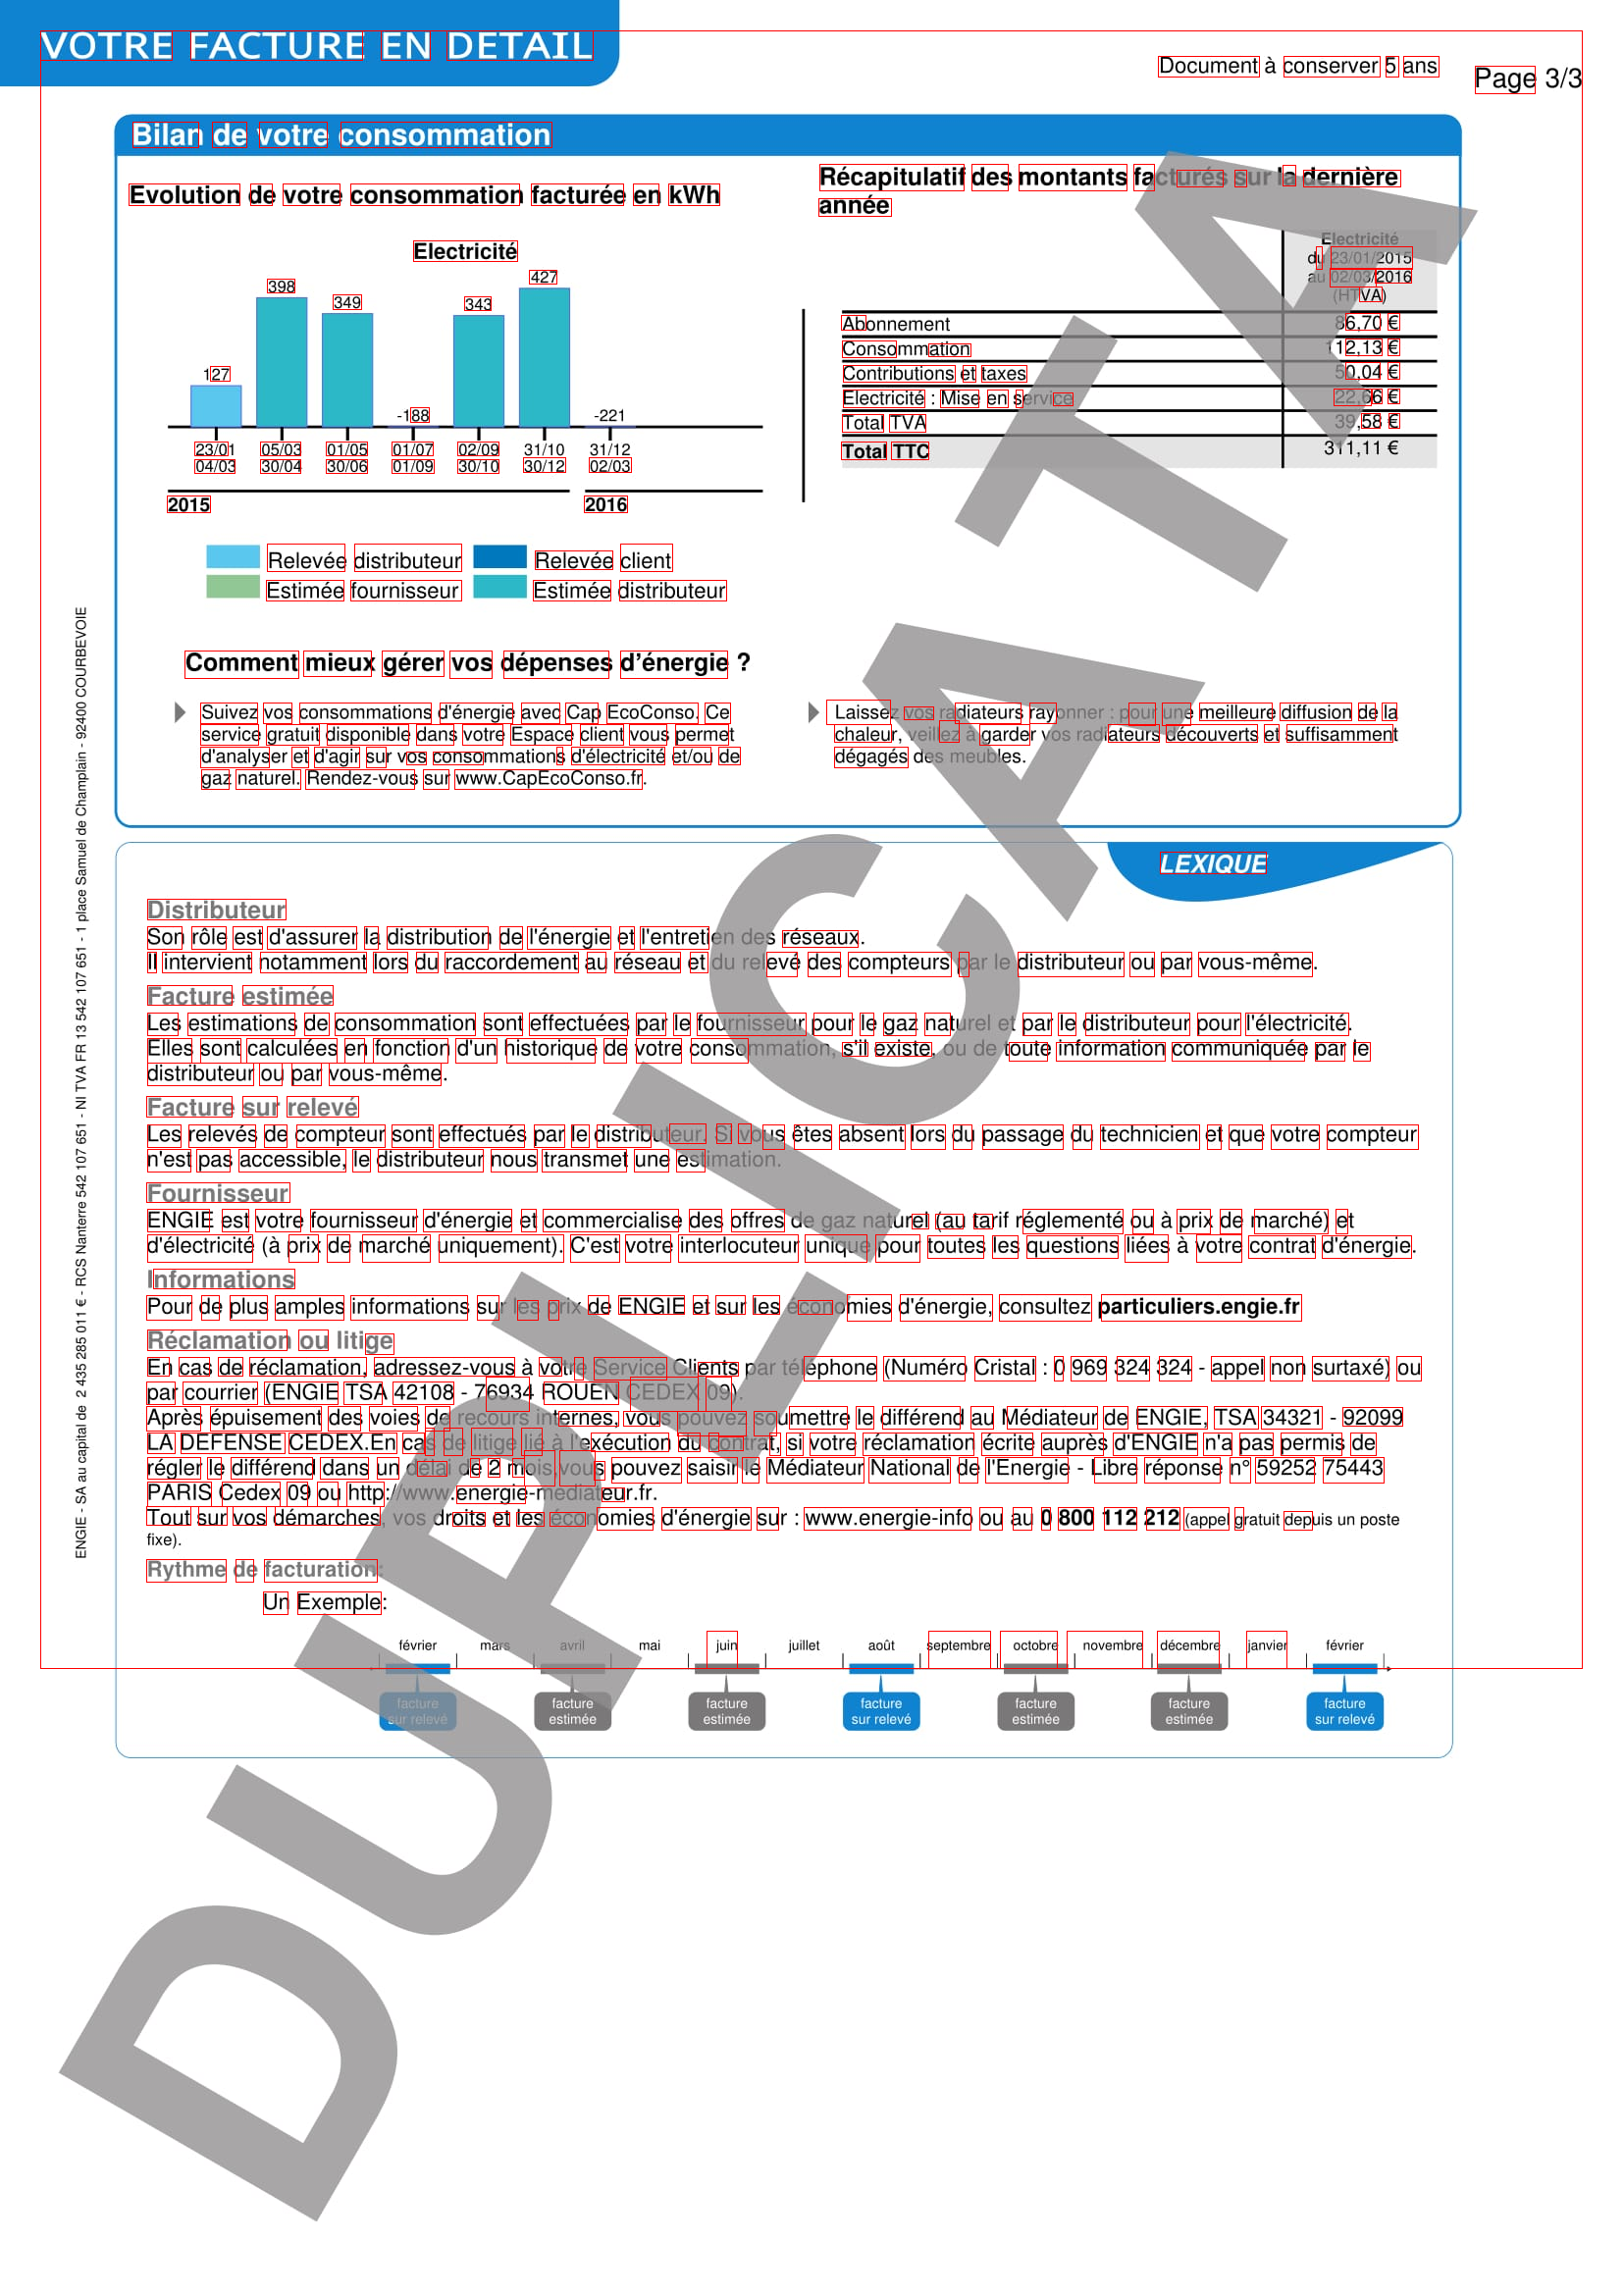 VOTRE FACTURE EN DETAIL
Document à conserver 5 ans
Page 3/3
Bilan de votre consommation
Evolution de votre consommation facturée en kWh
Electricité
127
398
349
-188
343
427
-221
23/01 05/03 01/05 01/07 02/09 31/10 31/12
04/03 30/04 30/06 01/09 30/10 30/12 02/03
2015 2016
Relevée distributeur Relevée client
Estimée fournisseur Estimée distributeur
Récapitulatif des montants facturés sur la dernière
année
Electricité
du 23/01/2015
au 02/03/2016
(HTVA)
Abonnement 86,70 €
Consommation 112,13 €
Contributions et taxes 50,04 €
Electricité : Mise en service 22,66 €
Total TVA 39,58 €
Total TTC 311,11 €
Comment mieux gérer vos dépenses d’énergie ?
Suivez vos consommations d'énergie avec Cap EcoConso. Ce
service gratuit disponible dans votre Espace client vous permet
d'analyser et d'agir sur vos consommations d'électricité et/ou de
gaz naturel. Rendez-vous sur www.CapEcoConso.fr.
Laissez vos radiateurs rayonner : pour une meilleure diffusion de la
chaleur, veillez à garder vos radiateurs découverts et suffisamment
dégagés des meubles.
LEXIQUE
Distributeur
Son rôle est d'assurer la distribution de l'énergie et l'entretien des réseaux.
Il intervient notamment lors du raccordement au réseau et du relevé des compteurs par le distributeur ou par vous-même.
Facture estimée
Les estimations de consommation sont effectuées par le fournisseur pour le gaz naturel et par le distributeur pour l'électricité.
Elles sont calculées en fonction d'un historique de votre consommation, s'il existe, ou de toute information communiquée par le
distributeur ou par vous-même.
Facture sur relevé
Les relevés de compteur sont effectués par le distributeur. Si vous êtes absent lors du passage du technicien et que votre compteur
n'est pas accessible, le distributeur nous transmet une estimation.
Fournisseur
ENGIE est votre fournisseur d'énergie et commercialise des offres de gaz naturel (au tarif réglementé ou à prix de marché) et
d'électricité (à prix de marché uniquement). C'est votre interlocuteur unique pour toutes les questions liées à votre contrat d'énergie.
Informations
Pour de plus amples informations sur les prix de ENGIE et sur les économies d'énergie, consultez particuliers.engie.fr
Réclamation ou litige
En cas de réclamation, adressez-vous à votre Service Clients par téléphone (Numéro Cristal : 0 969 324 324 - appel non surtaxé) ou
par courrier (ENGIE TSA 42108 - 76934 ROUEN CEDEX 09).
Après épuisement des voies de recours internes, vous pouvez soumettre le différend au Médiateur de ENGIE, TSA 34321 - 92099
LA DEFENSE CEDEX.En cas de litige lié à l'exécution du contrat, si votre réclamation écrite auprès d'ENGIE n'a pas permis de
régler le différend dans un délai de 2 mois,vous pouvez saisir le Médiateur National de l'Energie - Libre réponse n° 59252 75443
PARIS Cedex 09 ou http://www.energie-mediateur.fr.
Tout sur vos démarches, vos droits et les économies d'énergie sur : www.energie-info ou au 0 800 112 212 (appel gratuit depuis un poste
fixe).
Rythme de facturation:
Un Exemple:
février mars avril mai juin juillet août septembre octobre novembre décembre janvier février
facture facture facture facture facture facture facture
sur relevé estimée estimée sur relevé estimée estimée sur relevé
ENGIE - SA au capital de 2 435 285 011 € - RCS Nanterre 542 107 651 - NI TVA FR 13 542 107 651 - 1 place Samuel de Champlain - 92400 COURBEVOIE
DUPLICATA